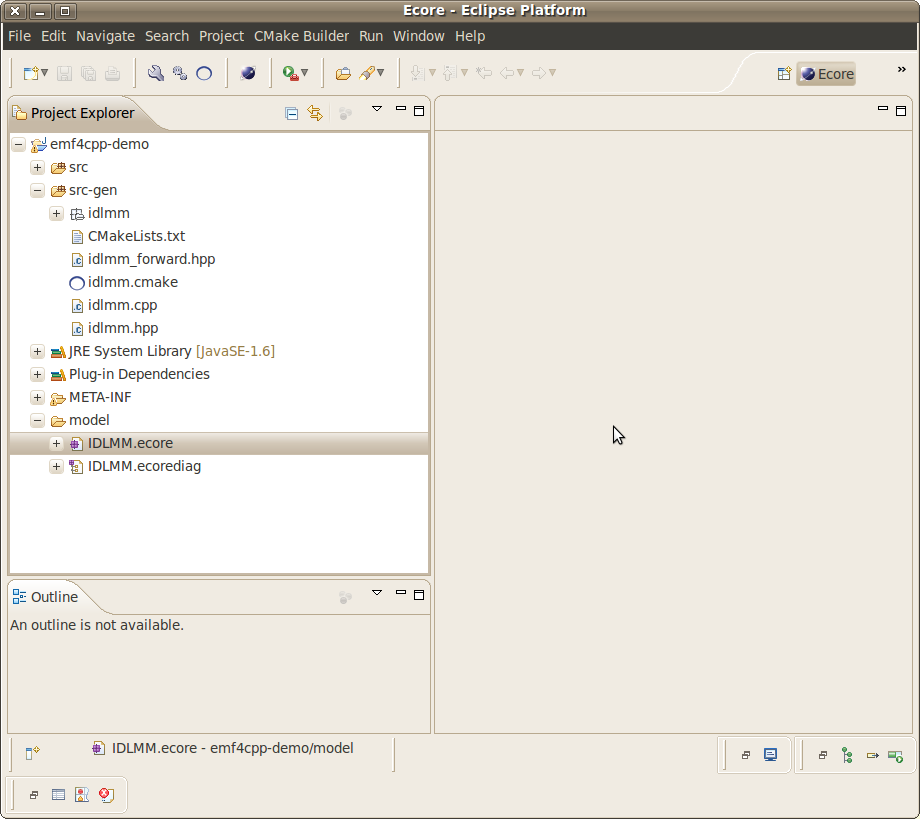 Ecore - Eclipse Platform
File Edit Navigate Search Project CMake Builder Run Window Help
Ecore »
Project Explorer
emf4cpp-demo
src
src-gen
idlmm
CMakeLists.txt
idlmm_forward.hpp
idlmm.cmake
idlmm.cpp
idlmm.hpp
JRE System Library [JavaSE-1.6]
Plug-in Dependencies
META-INF
model
IDLMM.ecore
IDLMM.ecorediag
Outline
An outline is not available.
IDLMM.ecore - emf4cpp-demo/model